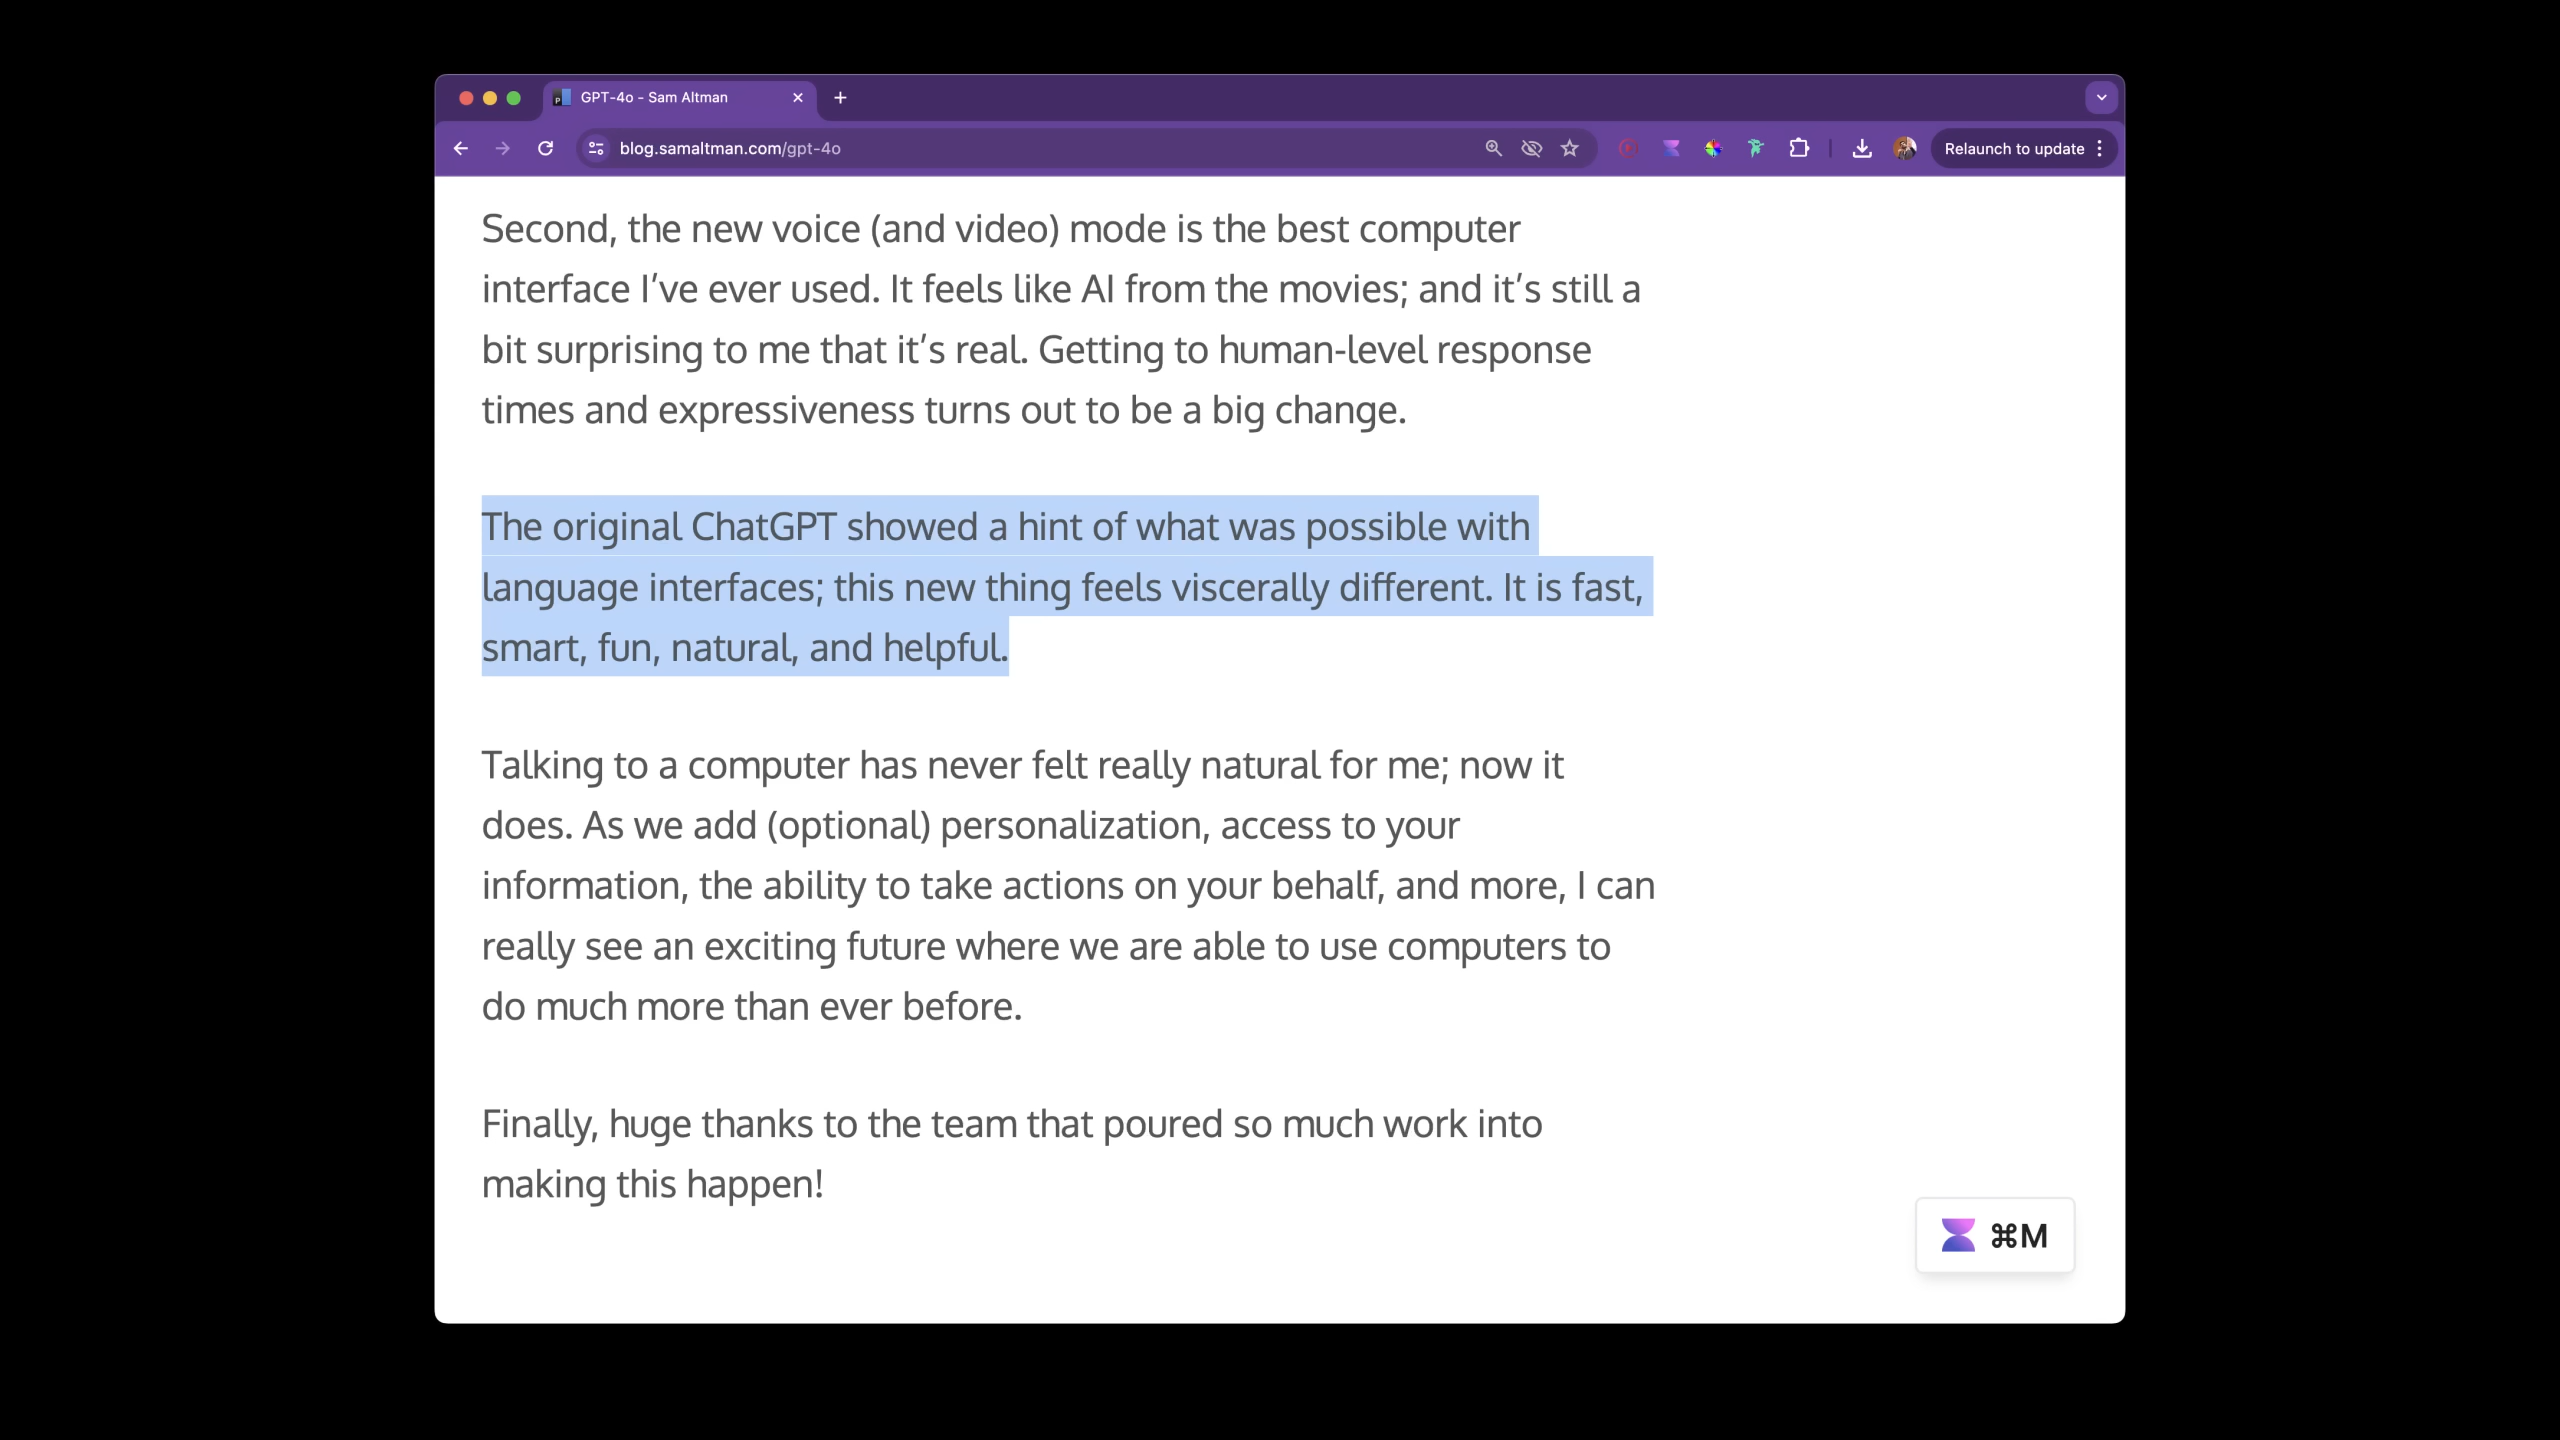 GPT-4o - Sam Altman
blog.samaltman.com/gpt-4o
Relaunch to update
Second, the new voice (and video) mode is the best computer
interface I’ve ever used. It feels like AI from the movies; and it’s still a
bit surprising to me that it’s real. Getting to human-level response
times and expressiveness turns out to be a big change.
The original ChatGPT showed a hint of what was possible with
language interfaces; this new thing feels viscerally different. It is fast,
smart, fun, natural, and helpful.
Talking to a computer has never felt really natural for me; now it
does. As we add (optional) personalization, access to your
information, the ability to take actions on your behalf, and more, I can
really see an exciting future where we are able to use computers to
do much more than ever before.
Finally, huge thanks to the team that poured so much work into
making this happen!
⌘M